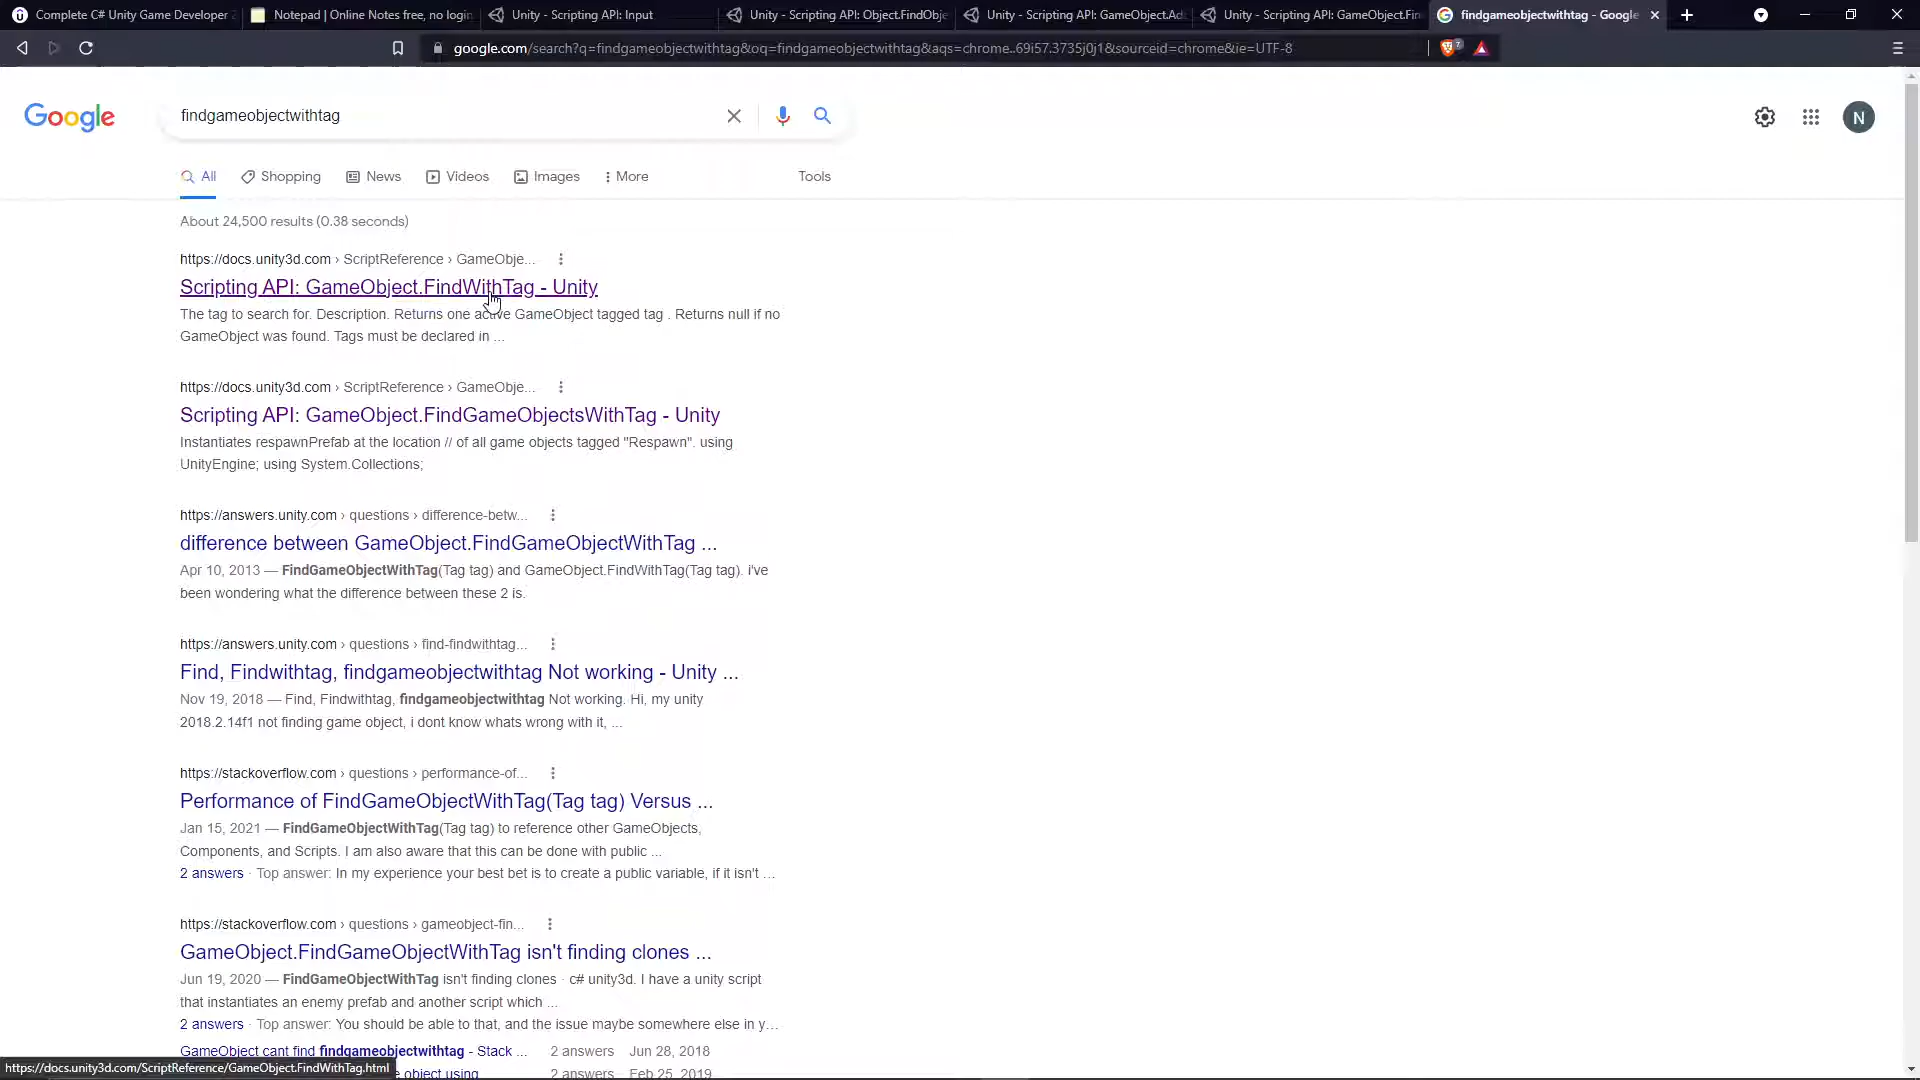 Complete C# Unity Game Developer
Notepad | Online Notes free, no login
Unity - Scripting API: Input
Unity - Scripting API: Object.FindObje
Unity - Scripting API: GameObject.Ad
Unity - Scripting API: GameObject.Fin
findgameobjectwithtag - Google
google.com/search?q=findgameobjectwithtag&oq=findgameobjectwithtag&aqs=chrome..69i57.3735j0j1&sourceid=chrome&ie=UTF-8
7
Google
findgameobjectwithtag
N
All
Shopping
News
Videos
Images
More
Tools
About 24,500 results (0.38 seconds)
https://docs.unity3d.com › ScriptReference › GameObje...
Scripting API: GameObject.FindWithTag - Unity
The tag to search for. Description. Returns one active GameObject tagged tag . Returns null if no
GameObject was found. Tags must be declared in ...
https://docs.unity3d.com › ScriptReference › GameObje...
Scripting API: GameObject.FindGameObjectsWithTag - Unity
Instantiates respawnPrefab at the location // of all game objects tagged "Respawn". using
UnityEngine; using System.Collections;
https://answers.unity.com › questions › difference-betw...
difference between GameObject.FindGameObjectWithTag ...
Apr 10, 2013 — FindGameObjectWithTag(Tag tag) and GameObject.FindWithTag(Tag tag). i've
been wondering what the difference between these 2 is.
https://answers.unity.com › questions › find-findwithtag...
Find, Findwithtag, findgameobjectwithtag Not working - Unity ...
Nov 19, 2018 — Find, Findwithtag, findgameobjectwithtag Not working. Hi, my unity
2018.2.14f1 not finding game object, i dont know whats wrong with it, ...
https://stackoverflow.com › questions › performance-of...
Performance of FindGameObjectWithTag(Tag tag) Versus ...
Jan 15, 2021 — FindGameObjectWithTag(Tag tag) to reference other GameObjects,
Components, and Scripts. I am also aware that this can be done with public ...
2 answers · Top answer: In my experience your best bet is to create a public variable, if it isn't ...
https://stackoverflow.com › questions › gameobject-fin...
GameObject.FindGameObjectWithTag isn't finding clones ...
Jun 19, 2020 — FindGameObjectWithTag isn't finding clones · c# unity3d. I have a unity script
that instantiates an enemy prefab and another script which ...
2 answers · Top answer: You should be able to that, and the issue maybe somewhere else in y...
GameObject cant find findgameobjectwithtag - Stack ... 2 answers Jun 28, 2018
https://docs.unity3d.com/ScriptReference/GameObject.FindWithTag.html
e object using 2 answers Feb 25, 2019